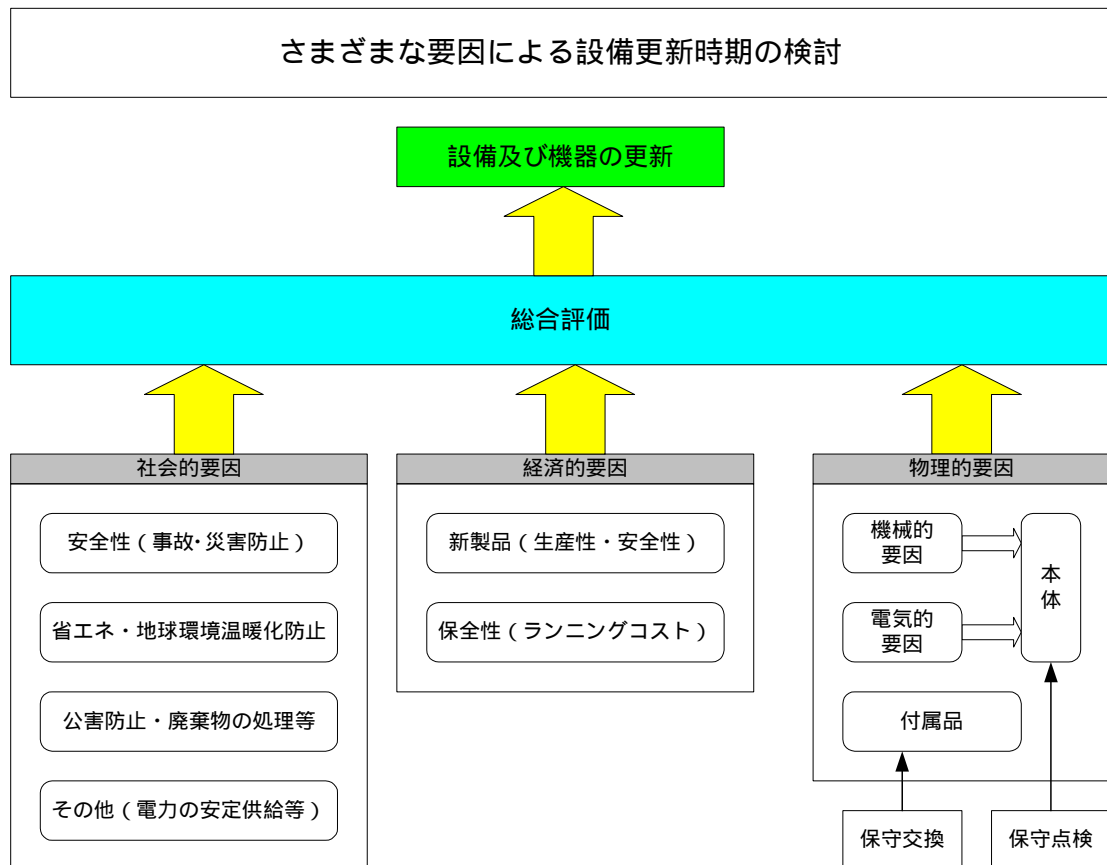 さまざまな要因による設備更新時期の検討
設備及び機器の更新
総合評価
社会的要因
安全性（事故・災害防止）
省エネ・地球環境温暖化防止
公害防止・廃棄物の処理等
その他（電力の安定供給等）
経済的要因
新製品（生産性・安全性）
保全性（ランニングコスト）
物理的要因
機械的
要因
電気的
要因
本
体
付属品
保守交換
保守点検